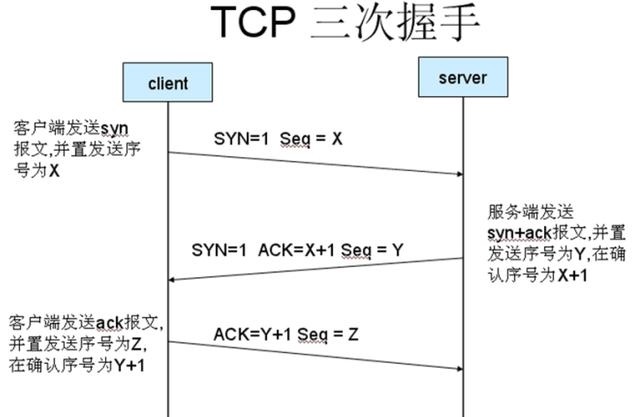 TCP 三次握手
client
server
客户端发送syn
报文,并置发送序
号为X
SYN=1 Seq = X
服务端发送
syn+ack报文,并置
发送序号为Y,在确
认序号为X+1
SYN=1 ACK=X+1 Seq = Y
客户端发送ack报文,
并置发送序号为Z,
在确认序号为Y+1
ACK=Y+1 Seq = Z